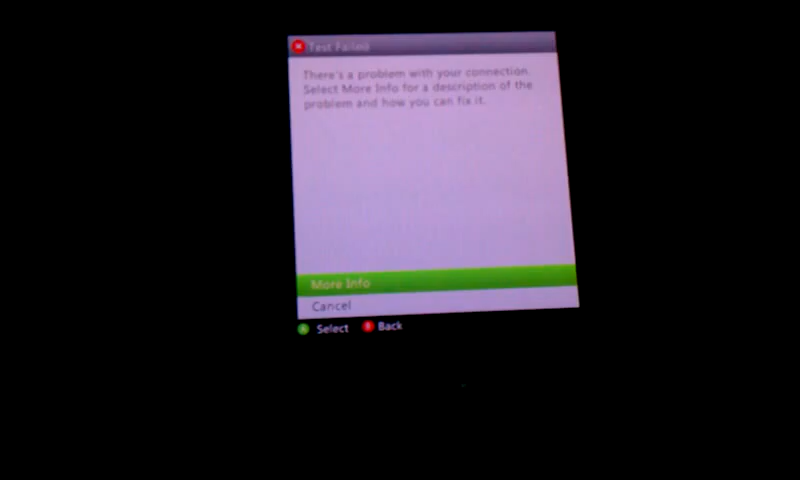 Test Failed
There's a problem with your connection.
Select More Info for a description of the
problem and how you can fix it.
More Info
Cancel
A Select B Back